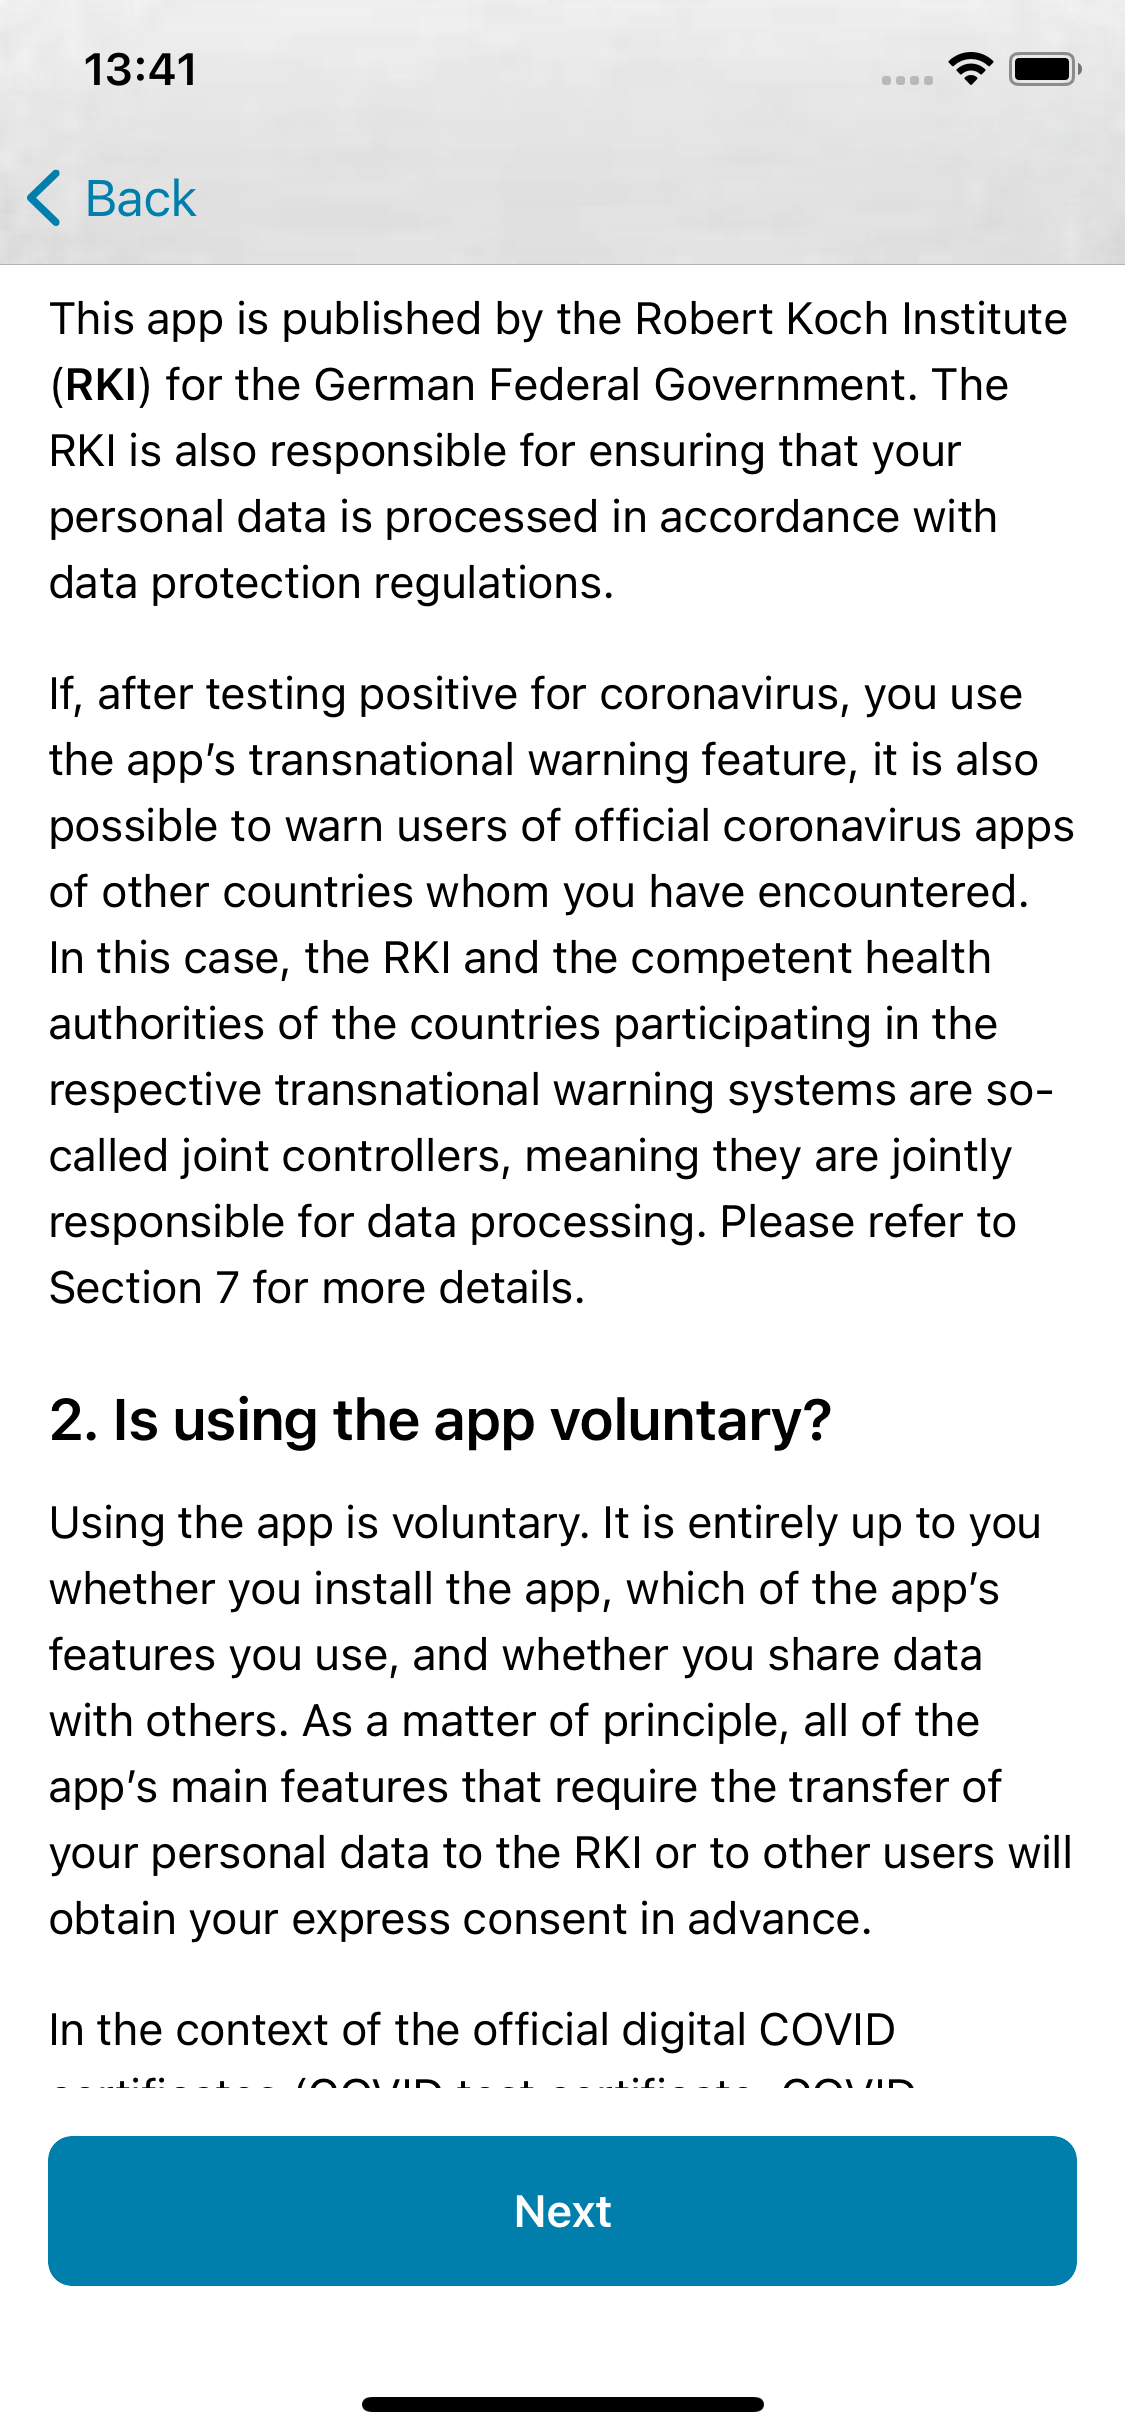 13:41
Back
This app is published by the Robert Koch Institute
(RKI) for the German Federal Government. The
RKI is also responsible for ensuring that your
personal data is processed in accordance with
data protection regulations.
If, after testing positive for coronavirus, you use
the app’s transnational warning feature, it is also
possible to warn users of official coronavirus apps
of other countries whom you have encountered.
In this case, the RKI and the competent health
authorities of the countries participating in the
respective transnational warning systems are so-
called joint controllers, meaning they are jointly
responsible for data processing. Please refer to
Section 7 for more details.
2. Is using the app voluntary?
Using the app is voluntary. It is entirely up to you
whether you install the app, which of the app’s
features you use, and whether you share data
with others. As a matter of principle, all of the
app’s main features that require the transfer of
your personal data to the RKI or to other users will
obtain your express consent in advance.
In the context of the official digital COVID
certificates (COVID test certificate, COVID
Next